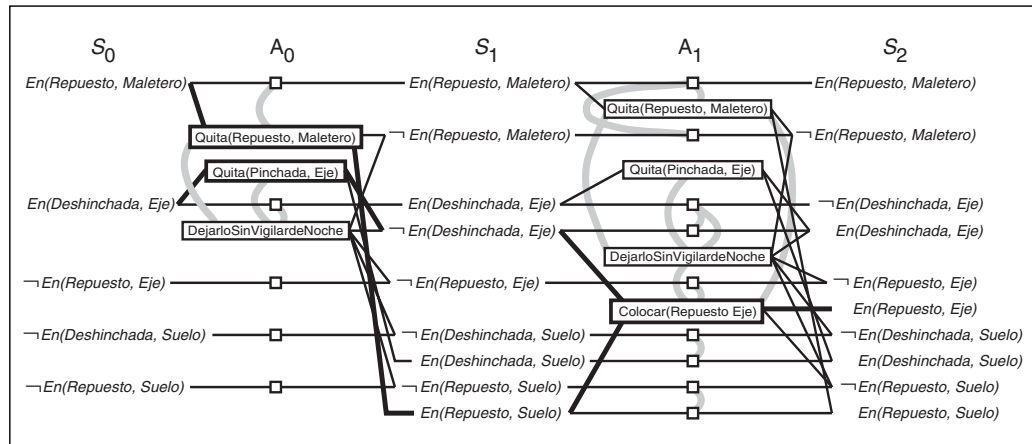 S0 A0 S1 A1 S2
En(Repuesto, Maletero) En(Repuesto, Maletero) En(Repuesto, Maletero)
Quita(Repuesto, Maletero)
Quita(Repuesto, Maletero) ¬ En(Repuesto, Maletero) ¬ En(Repuesto, Maletero)
Quita(Pinchada, Eje) Quita(Pinchada, Eje)
En(Deshinchada, Eje) En(Deshinchada, Eje) ¬ En(Deshinchada, Eje)
DejarloSinVigilardeNoche ¬ En(Deshinchada, Eje) En(Deshinchada, Eje)
DejarloSinVigilardeNoche
¬ En(Repuesto, Eje) ¬ En(Repuesto, Eje) ¬ En(Repuesto, Eje)
Colocar(Repuesto Eje) En(Repuesto, Eje)
¬ En(Deshinchada, Suelo) ¬ En(Deshinchada, Suelo) ¬ En(Deshinchada, Suelo)
En(Deshinchada, Suelo) En(Deshinchada, Suelo)
¬ En(Repuesto, Suelo) ¬ En(Repuesto, Suelo) ¬ En(Repuesto, Suelo)
En(Repuesto, Suelo) En(Repuesto, Suelo)